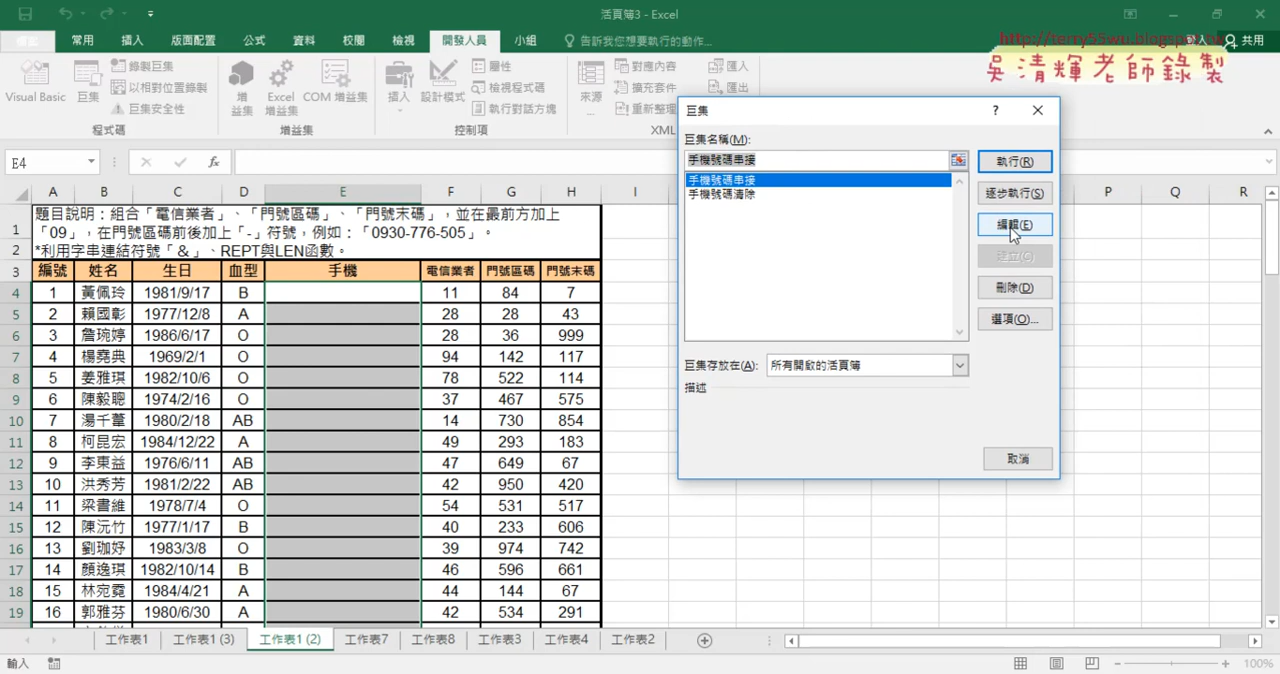 活頁簿3 - Excel
常用 插入 版面配置 公式 資料 校閱 檢視 開發人員 小組 告訴我您想要執行的動作... 共用
http://terry55wu.blogspot.tw
吳清輝老師錄製
Visual Basic 巨集 錄製巨集 以相對位置錄製 巨集安全性 程式碼
增益集 Excel 增益集 COM 增益集 增益集
插入 設計模式 屬性 檢視程式碼 執行對話方塊 控制項
來源 對應內容 擴充套件 重新整理 匯入 匯出 XML
E4 fx
A B C D E F G H I P Q R
1 題目說明：組合「電信業者」、「門號區碼」、「門號末碼」，並在最前方加上
「09」，在門號區碼前後加上「-」符號，例如：「0930-776-505」。
2 *利用字串連結符號「&」、REPT與LEN函數。
3 編號 姓名 生日 血型 手機 電信業者 門號區碼 門號末碼
4 1 黃佩玲 1981/9/17 B 11 84 7
5 2 賴國彰 1977/12/8 A 28 28 43
6 3 詹琬婷 1986/6/17 O 28 36 999
7 4 楊堯典 1969/2/1 O 94 142 117
8 5 姜雅琪 1982/10/6 O 78 522 114
9 6 陳毅聰 1974/2/16 O 37 467 575
10 7 湯千葦 1980/2/18 AB 14 730 854
11 8 柯昆宏 1984/12/22 A 49 293 183
12 9 李東益 1976/6/11 AB 47 649 67
13 10 洪秀芳 1981/2/22 AB 42 950 420
14 11 梁書維 1978/7/4 O 54 531 517
15 12 陳沅竹 1977/1/17 B 40 233 606
16 13 劉珈妤 1983/3/8 O 39 974 742
17 14 顏逸琪 1982/10/14 B 46 596 661
18 15 林宛霓 1984/4/21 A 44 144 67
19 16 郭雅芬 1980/6/30 A 42 534 291
巨集 ?
巨集名稱(M):
手機號碼串接
手機號碼串接
手機號碼清除
執行(R)
逐步執行(S)
編輯(E)
建立(C)
刪除(D)
選項(O)...
巨集存放在(A): 所有開啟的活頁簿
描述
取消
工作表1 工作表1 (3) 工作表1 (2) 工作表7 工作表8 工作表3 工作表4 工作表2
輸入 100%